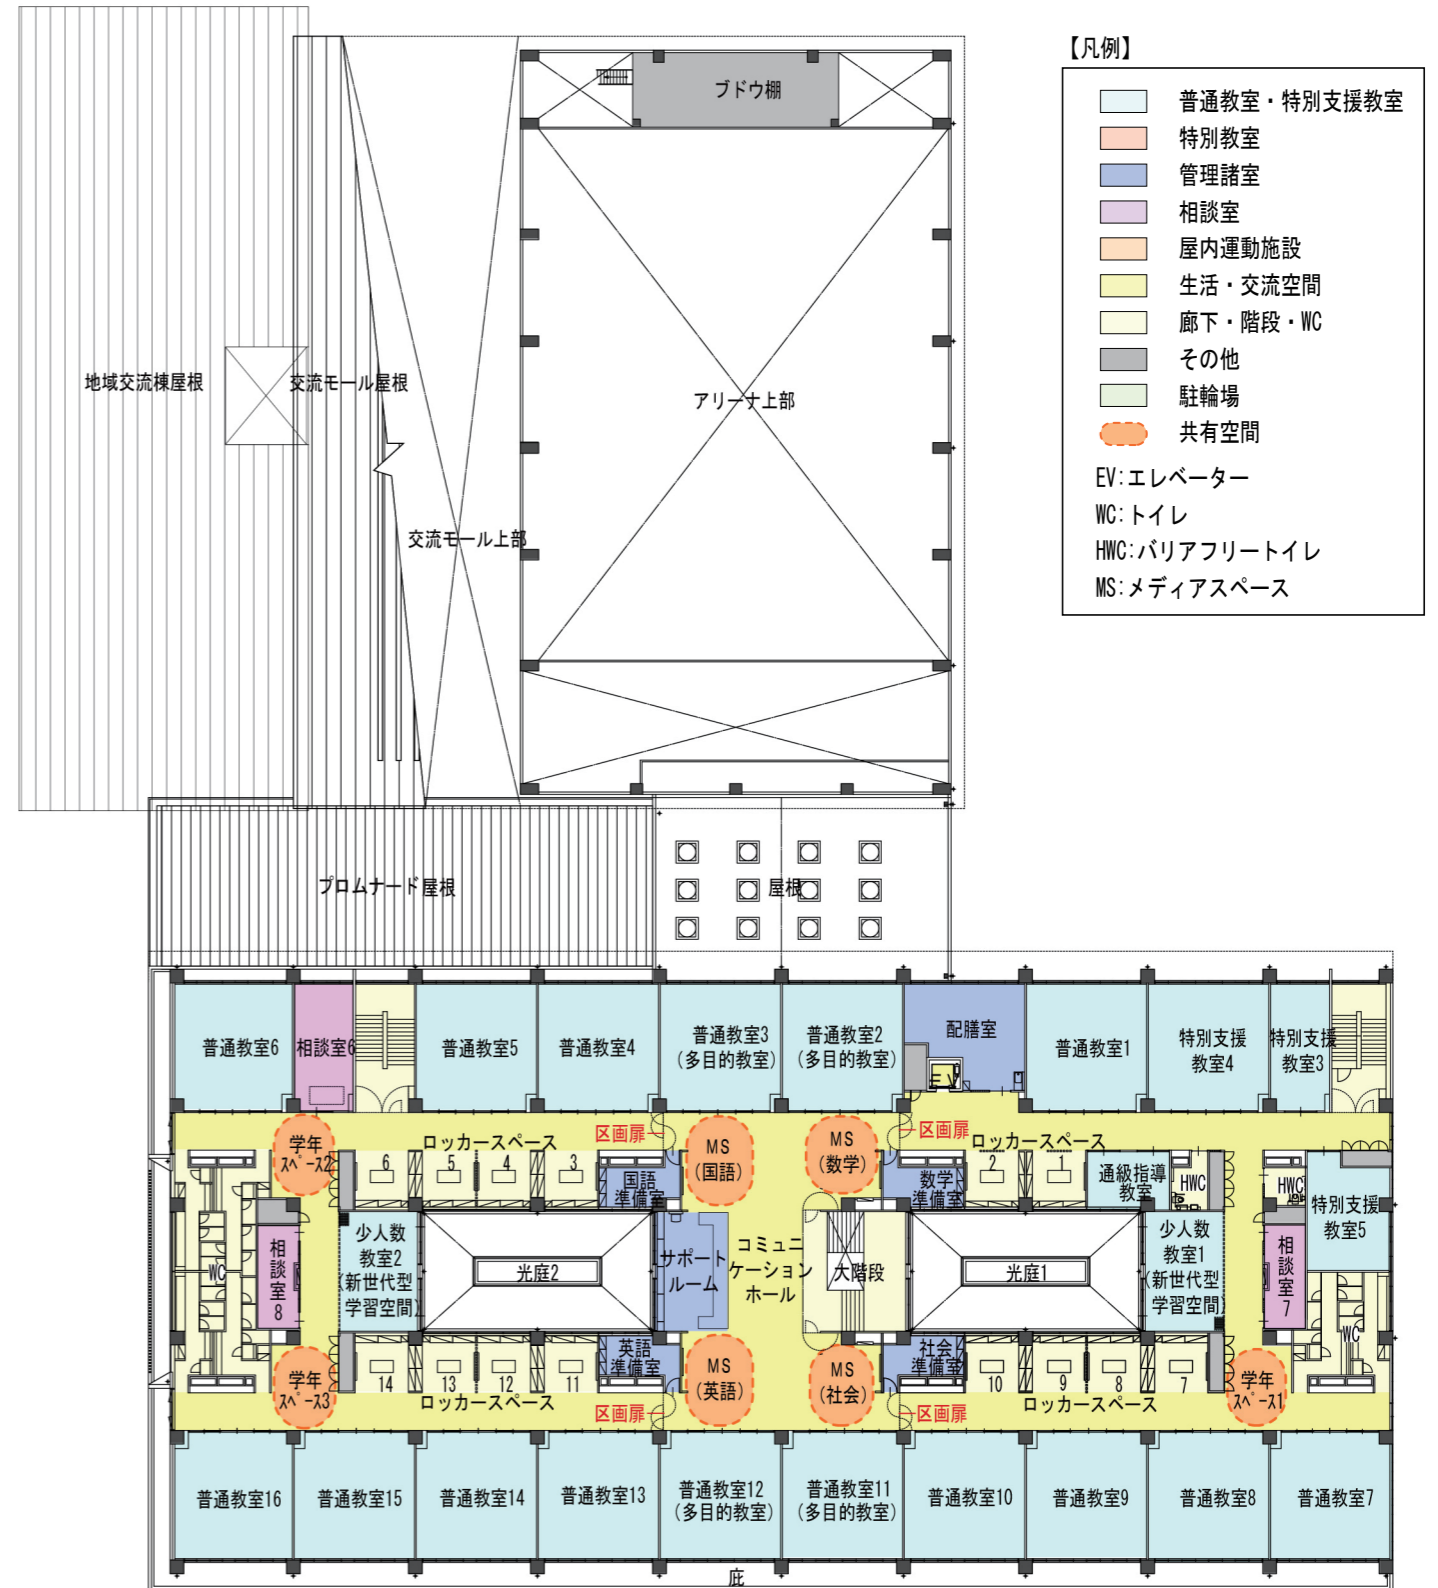 【凡例】
普通教室・特別支援教室
特別教室
管理諸室
相談室
屋内運動施設
生活・交流空間
廊下・階段・WC
その他
駐輪場
共有空間
EV:エレベーター
WC:トイレ
HWC:バリアフリートイレ
MS:メディアスペース
ブドウ棚
地域交流棟屋根
交流モール屋根
アリーナ上部
交流モール上部
プロムナード屋根
屋根
普通教室6
相談室6
普通教室5
普通教室4
普通教室3
(多目的教室)
普通教室2
(多目的教室)
配膳室
EV
普通教室1
特別支援
教室4
特別支援
教室3
学年
スペース2
ロッカースペース
区画扉
MS
(国語)
MS
(数学)
区画扉
ロッカースペース
6
5
4
3
国語
準備室
数学
準備室
2
1
通級指導
教室
HWC
HWC
特別支援
教室5
WC
相談室8
少人数
教室2
(新世代型
学習空間)
光庭2
サポート
ルーム
コミュニ
ケーション
ホール
大階段
光庭1
少人数
教室1
(新世代型
学習空間)
相談室7
WC
学年
スペース3
14
13
12
11
英語
準備室
MS
(英語)
MS
(社会)
社会
準備室
10
9
8
7
学年
スペース1
ロッカースペース
区画扉
区画扉
ロッカースペース
普通教室16
普通教室15
普通教室14
普通教室13
普通教室12
(多目的教室)
普通教室11
(多目的教室)
普通教室10
普通教室9
普通教室8
普通教室7
庇